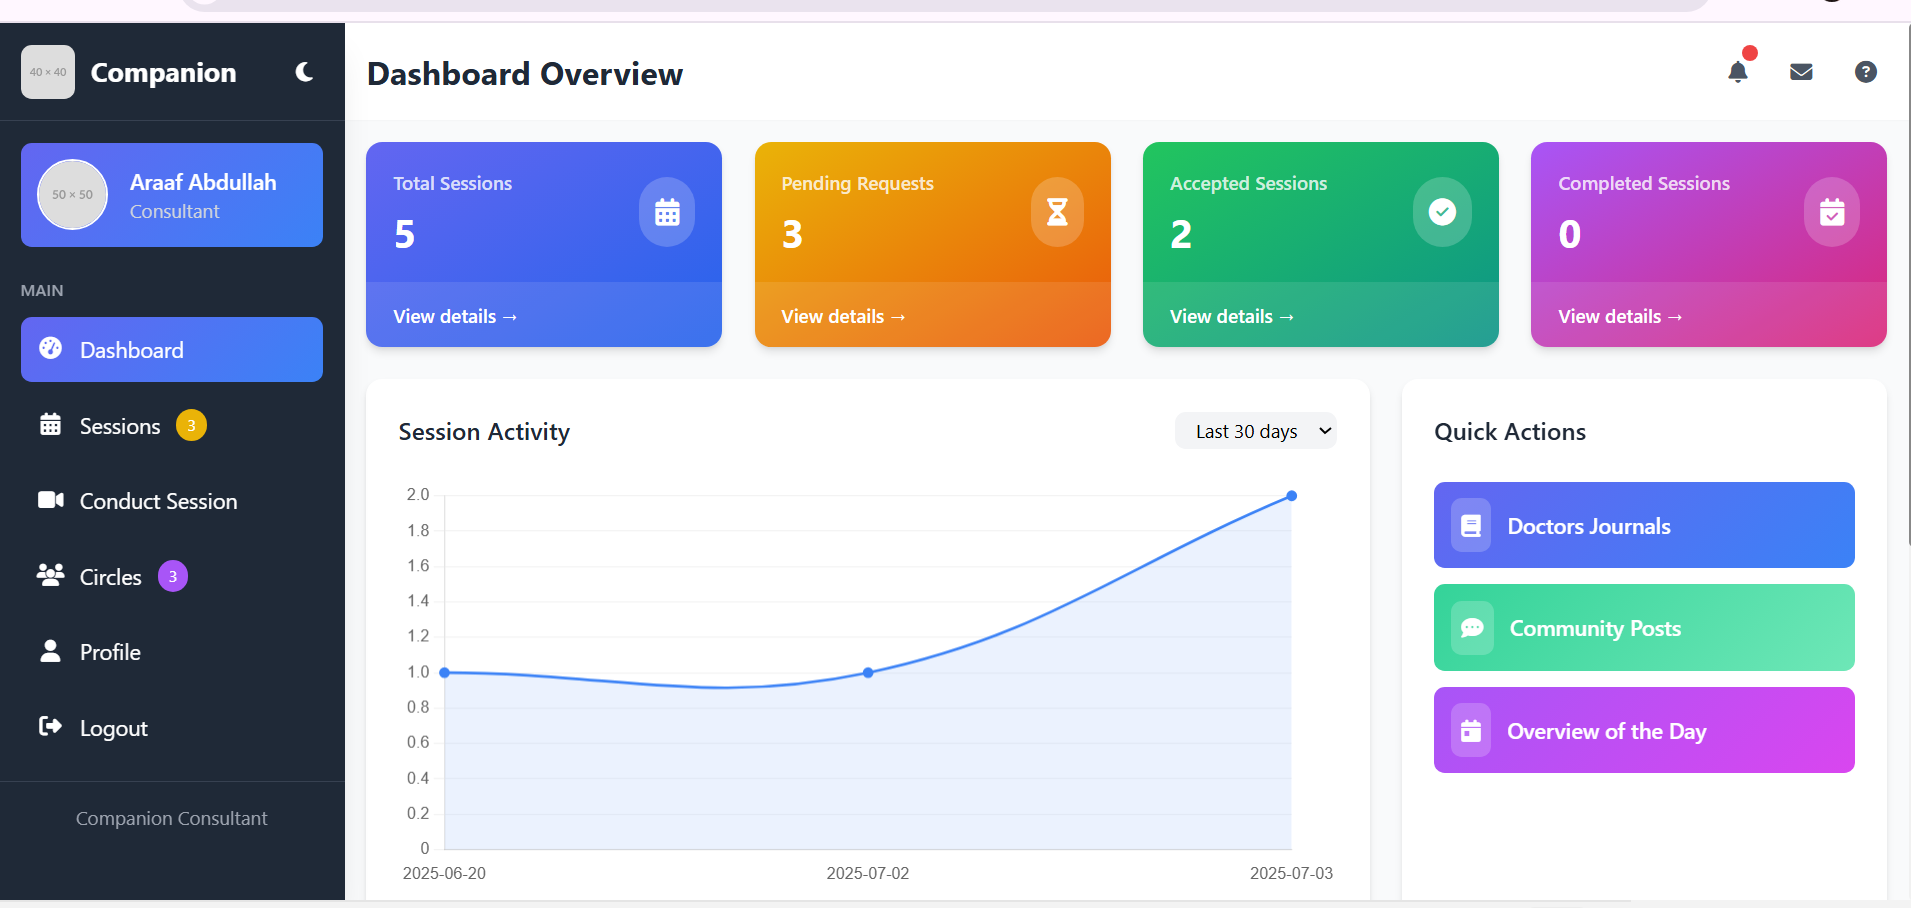 40 × 40
Companion
50 × 50
Araaf Abdullah
Consultant
MAIN
Dashboard
Sessions 3
Conduct Session
Circles 3
Profile
Logout
Companion Consultant
Dashboard Overview
?
Total Sessions
5
View details →
Pending Requests
3
View details →
Accepted Sessions
2
View details →
Completed Sessions
0
View details →
Session Activity
Last 30 days
2.0
1.8
1.6
1.4
1.2
1.0
0.8
0.6
0.4
0.2
0
2025-06-20 2025-07-02 2025-07-03
Quick Actions
Doctors Journals
Community Posts
Overview of the Day